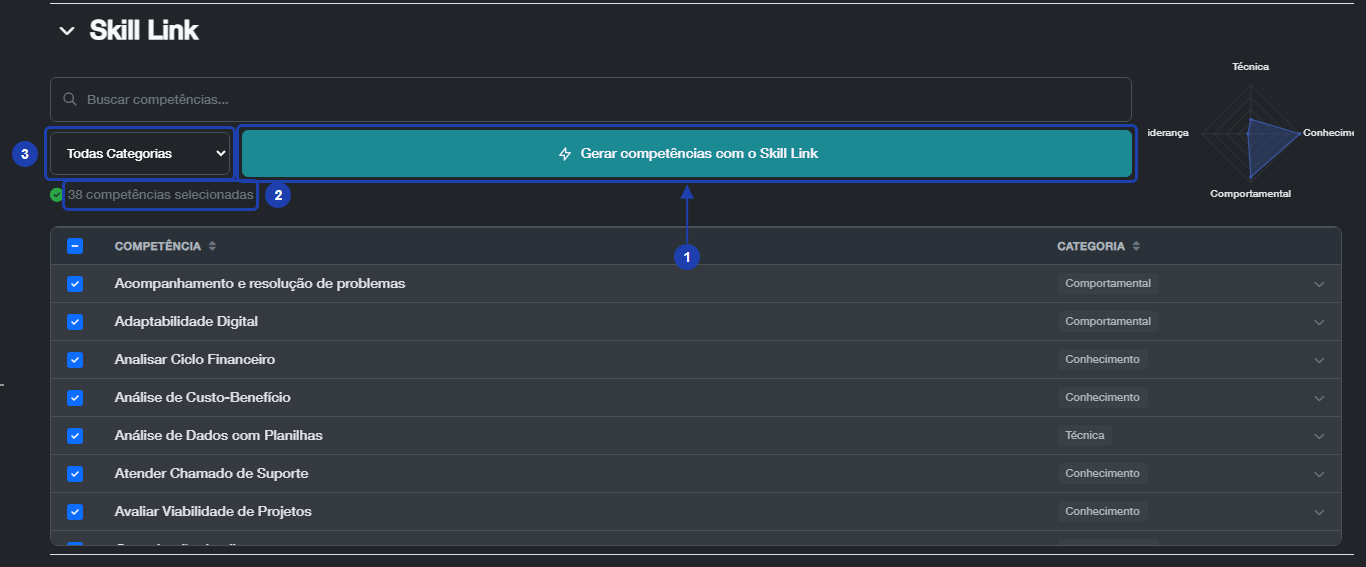 Skill Link
Técnica
Buscar competências...
iderança
Conhecime
3
Todas Categorias
Gerar competências com o Skill Link
38 competências selecionadas
2
Comportamental
1
COMPETÊNCIA
CATEGORIA
Acompanhamento e resolução de problemas
Comportamental
Adaptabilidade Digital
Comportamental
Analisar Ciclo Financeiro
Conhecimento
Análise de Custo-Benefício
Conhecimento
Análise de Dados com Planilhas
Técnica
Atender Chamado de Suporte
Conhecimento
Avaliar Viabilidade de Projetos
Conhecimento